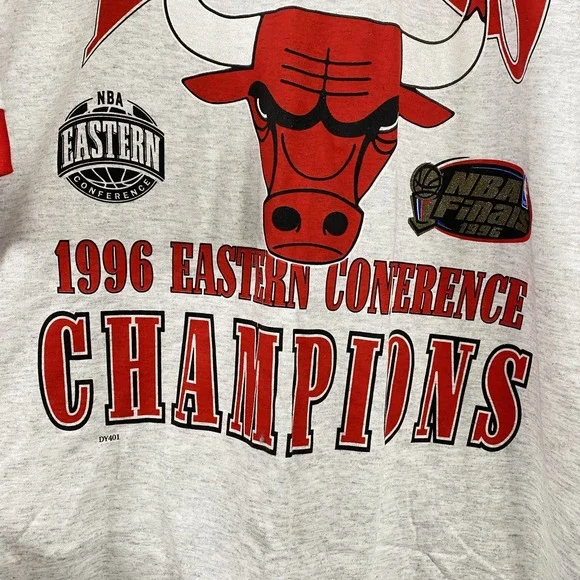 NBA
EASTERN
CONFERENCE
NBA
Finals
1996
1996 EASTERN CONERENCE
CHAMPIONS
DY401